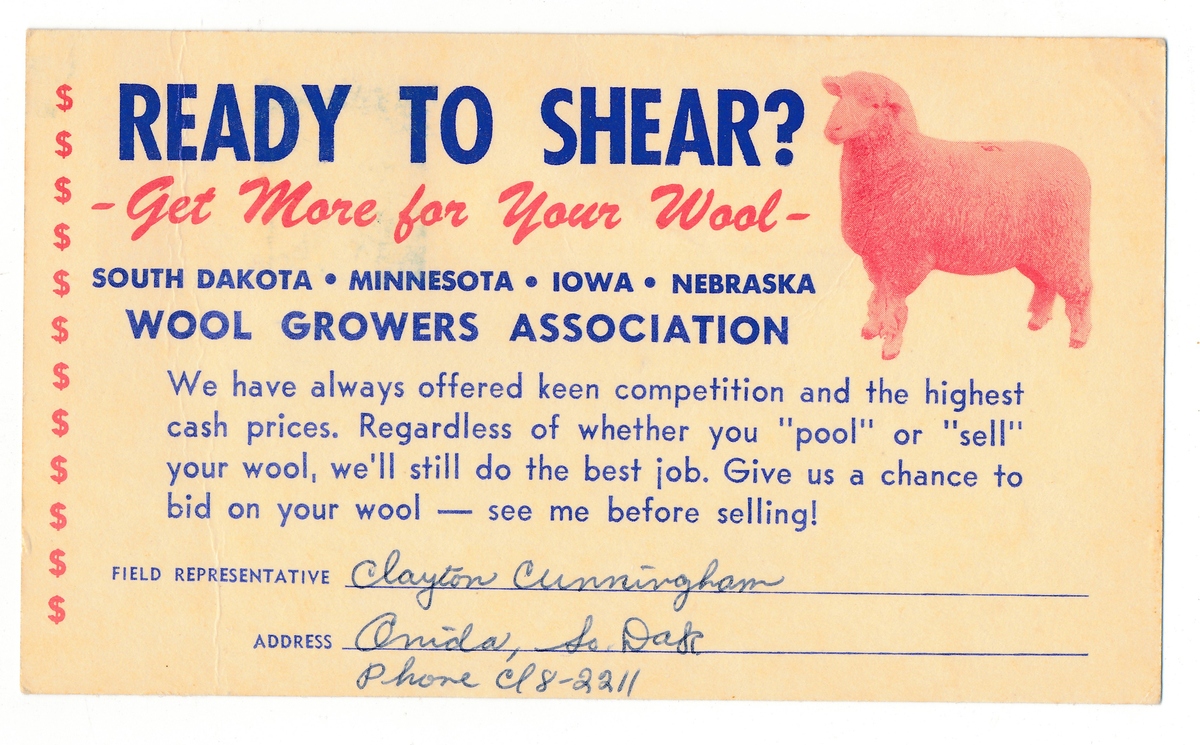 READY TO SHEAR?
- Get More for Your Wool -
SOUTH DAKOTA • MINNESOTA • IOWA • NEBRASKA
WOOL GROWERS ASSOCIATION
We have always offered keen competition and the highest
cash prices. Regardless of whether you "pool" or "sell"
your wool, we'll still do the best job. Give us a chance to
bid on your wool — see me before selling!
FIELD REPRESENTATIVE Clayton Cunningham
ADDRESS Onida, So. Dak
Phone Cl 8-2211
$
$
$
$
$
$
$
$
$
$
$
$